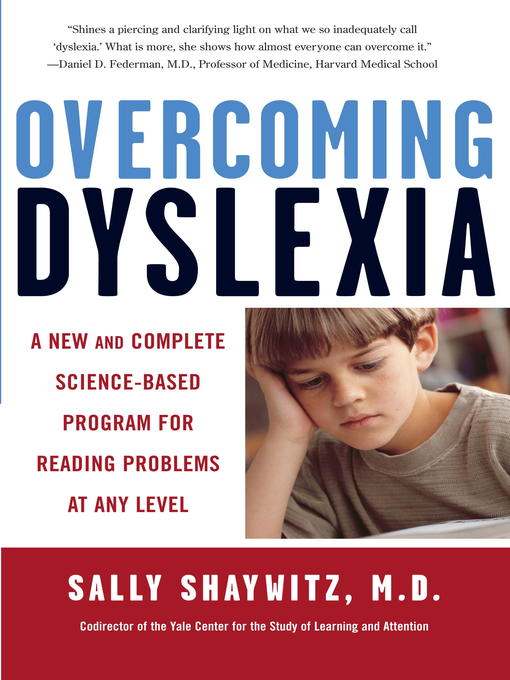 “Shines a piercing and clarifying light on what we so inadequately call
‘dyslexia.’ What is more, she shows how almost everyone can overcome it.”
—Daniel D. Federman, M.D., Professor of Medicine, Harvard Medical School
OVERCOMING
DYSLEXIA
A NEW AND COMPLETE
SCIENCE-BASED
PROGRAM FOR
READING PROBLEMS
AT ANY LEVEL
SALLY SHAYWITZ, M.D.
Codirector of the Yale Center for the Study of Learning and Attention